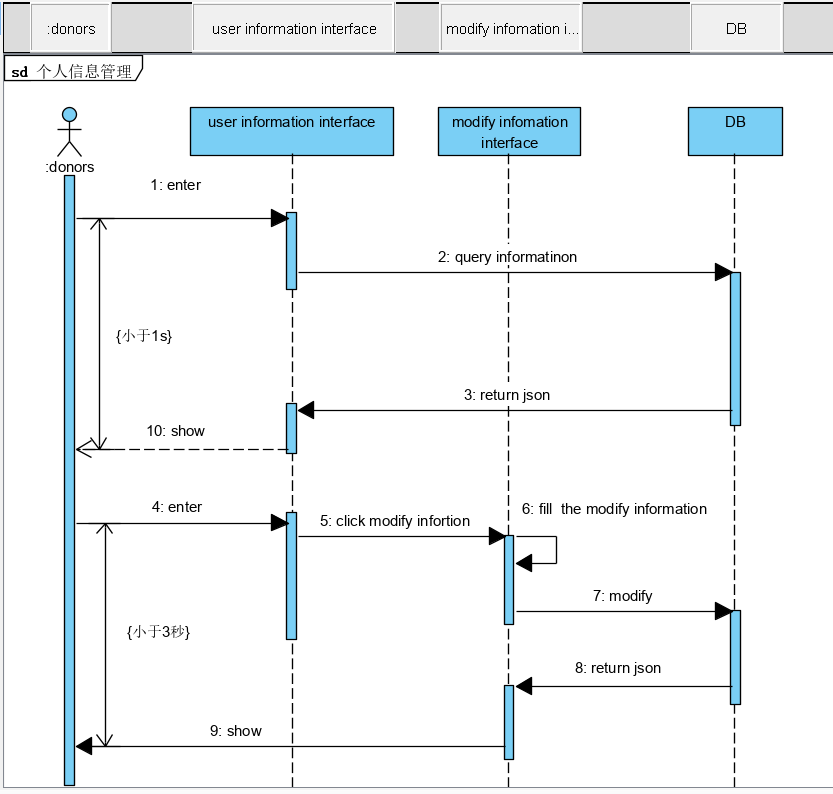 :donors
user information interface
modify infomation i...
DB
sd 个人信息管理
user information interface
modify infomation
interface
DB
:donors
1: enter
2: query informatinon
{小于1s}
3: return json
10: show
4: enter
5: click modify infortion
6: fill  the modify information
7: modify
{小于3秒}
8: return json
9: show